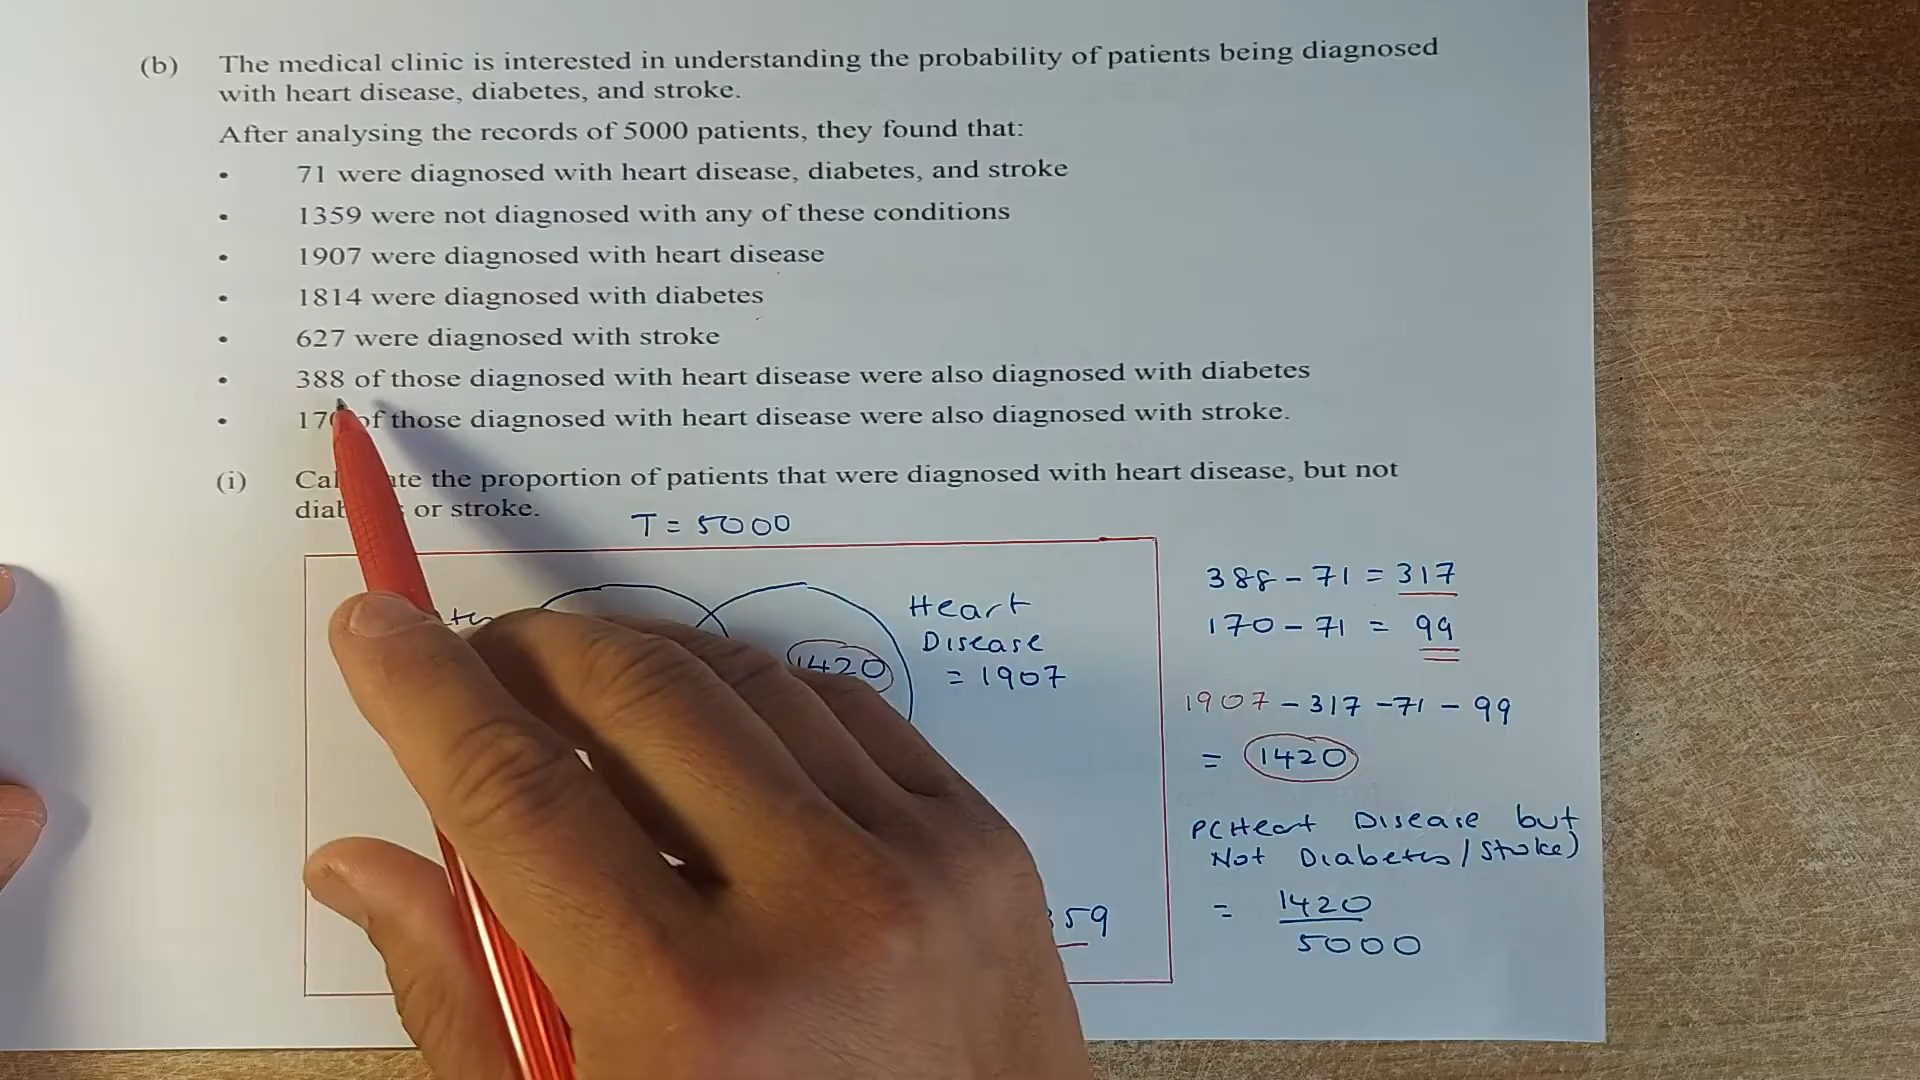 (b) The medical clinic is interested in understanding the probability of patients being diagnosed
with heart disease, diabetes, and stroke.
After analysing the records of 5000 patients, they found that:
• 71 were diagnosed with heart disease, diabetes, and stroke
• 1359 were not diagnosed with any of these conditions
• 1907 were diagnosed with heart disease
• 1814 were diagnosed with diabetes
• 627 were diagnosed with stroke
• 388 of those diagnosed with heart disease were also diagnosed with diabetes
• 170 of those diagnosed with heart disease were also diagnosed with stroke.
(i) the proportion of patients that were diagnosed with heart disease, but not
or stroke.
T = 5000
Heart
Disease
= 1907
1420
59
388 - 71 = 317
170 - 71 = 99
1907 - 317 - 71 - 99
= 1420
P(Heart Disease but
Not Diabetes / Stroke)
= 1420
5000